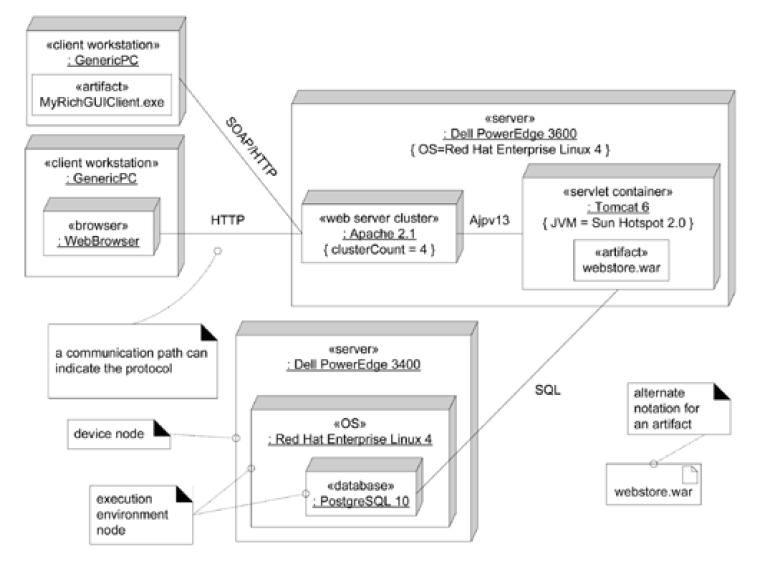 «client workstation»
: GenericPC
«artifact»
MyRichGUIClient.exe
SOAP/HTTP
«client workstation»
: GenericPC
«browser»
: WebBrowser
HTTP
«server»
: Dell PowerEdge 3600
{ OS=Red Hat Enterprise Linux 4 }
«web server cluster»
: Apache 2.1
{ clusterCount = 4 }
Ajpv13
«servlet container»
: Tomcat 6
{ JVM = Sun Hotspot 2.0 }
«artifact»
webstore.war
a communication path can
indicate the protocol
«server»
: Dell PowerEdge 3400
«OS»
: Red Hat Enterprise Linux 4
«database»
: PostgreSQL 10
SQL
device node
execution
environment
node
alternate
notation for
an artifact
webstore.war